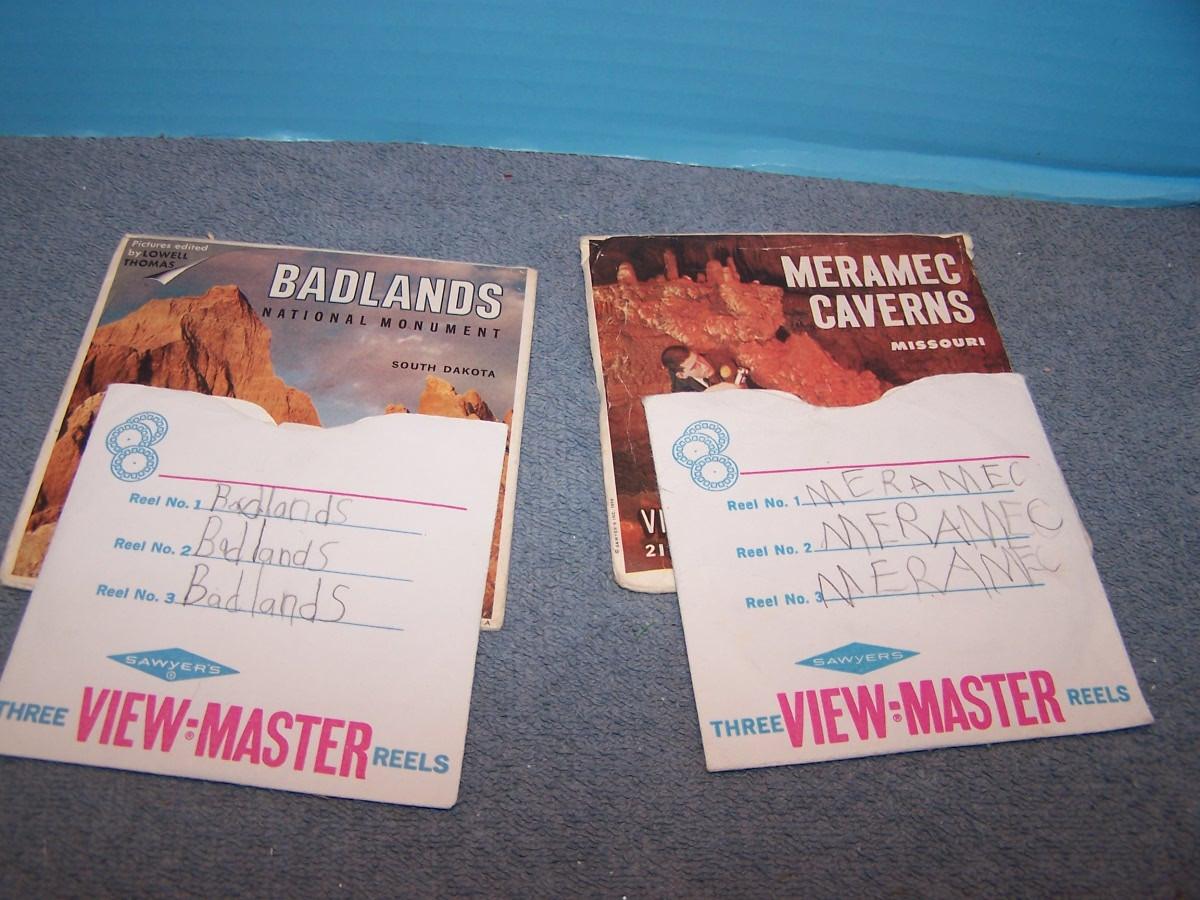 Pictures edited
by LOWELL
THOMAS
BADLANDS
NATIONAL MONUMENT
SOUTH DAKOTA
Reel No. 1 Badlands
Reel No. 2 Badlands
Reel No. 3 Badlands
SAWYER'S
®
THREE VIEW-MASTER® REELS
MERAMEC
CAVERNS
MISSOURI
VI
21
Reel No. 1 MERAMEC
Reel No. 2 MERAMEC
Reel No. 3 MERAMEC
SAWYERS
THREE VIEW-MASTER® REELS